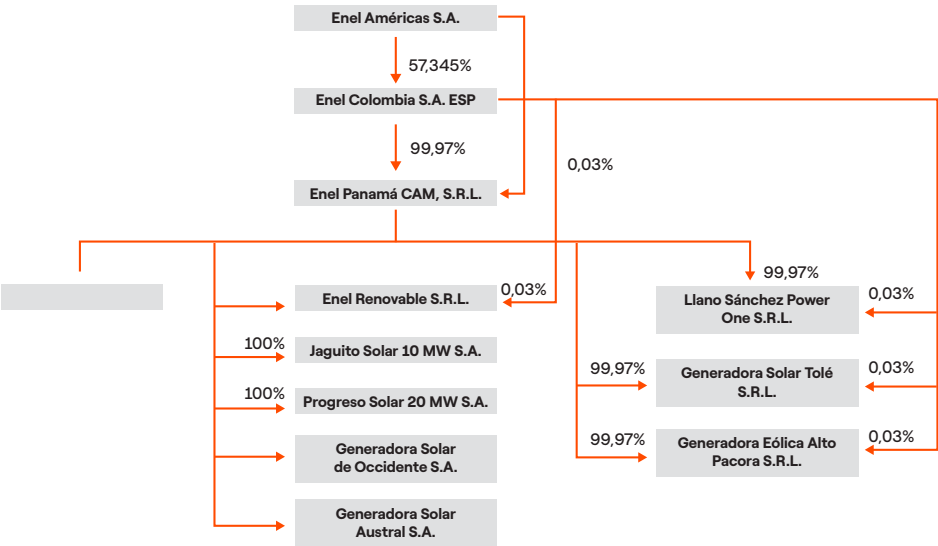 Enel Américas S.A.
57,345%
Enel Colombia S.A. ESP
99,97%
0,03%
Enel Panamá CAM, S.R.L.
99,97%
0,03%
Enel Renovable S.R.L.
0,03%
Llano Sánchez Power
One S.R.L.
100%
Jaguito Solar 10 MW S.A.
99,97%
0,03%
Generadora Solar Tolé
S.R.L.
100%
Progreso Solar 20 MW S.A.
99,97%
0,03%
Generadora Eólica Alto
Pacora S.R.L.
Generadora Solar
de Occidente S.A.
Generadora Solar
Austral S.A.